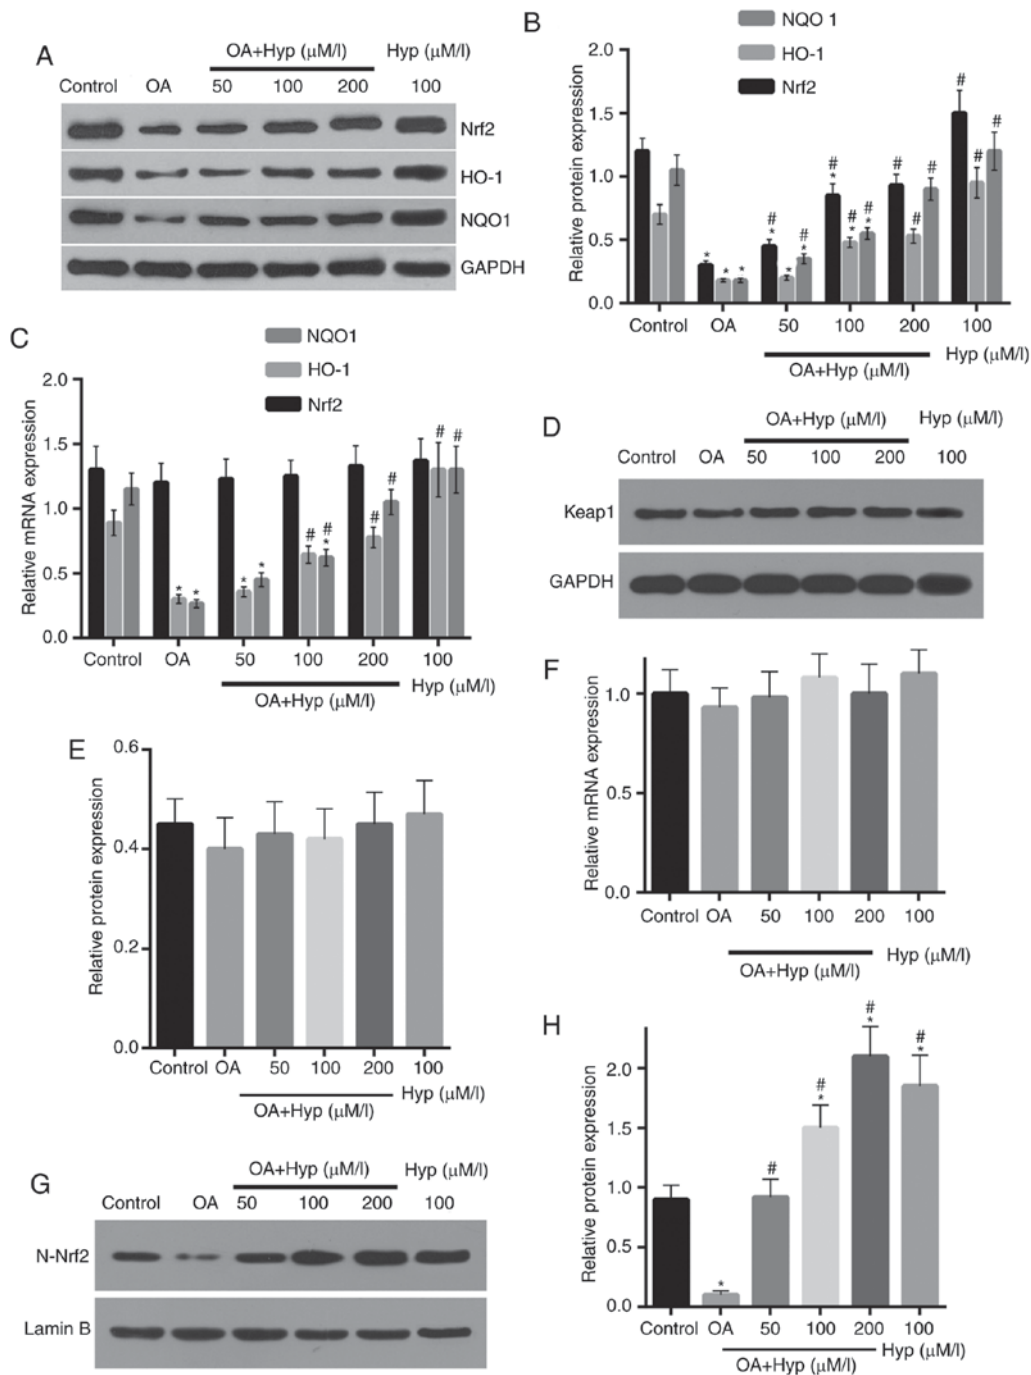 A
OA+Hyp (μM/l) Hyp (μM/l)
Control OA 50 100 200 100
Nrf2
HO-1
NQO1
GAPDH
B
NQO 1
HO-1
Nrf2
Relative protein expression
2.0
1.5
1.0
0.5
0.0
# # # # # # # # # # #
* * * * * * * *
Control OA 50 100 200 100
OA+Hyp (μM/l) Hyp (μM/l)
C
NQO1
HO-1
Nrf2
Relative mRNA expression
2.0
1.5
1.0
0.5
0.0
# # # # # #
* * * * *
Control OA 50 100 200 100
OA+Hyp (μM/l) Hyp (μM/l)
D
OA+Hyp (μM/l) Hyp (μM/l)
Control OA 50 100 200 100
Keap1
GAPDH
E
Relative protein expression
0.6
0.4
0.2
0.0
Control OA 50 100 200 100
OA+Hyp (μM/l) Hyp (μM/l)
F
Relative mRNA expression
1.0
0.5
0.0
Control OA 50 100 200 100
OA+Hyp (μM/l) Hyp (μM/l)
G
OA+Hyp (μM/l) Hyp (μM/l)
Control OA 50 100 200 100
N-Nrf2
Lamin B
H
Relative protein expression
2.0
1.5
1.0
0.5
0.0
* # # * # * # *
Control OA 50 100 200 100
OA+Hyp (μM/l) Hyp (μM/l)